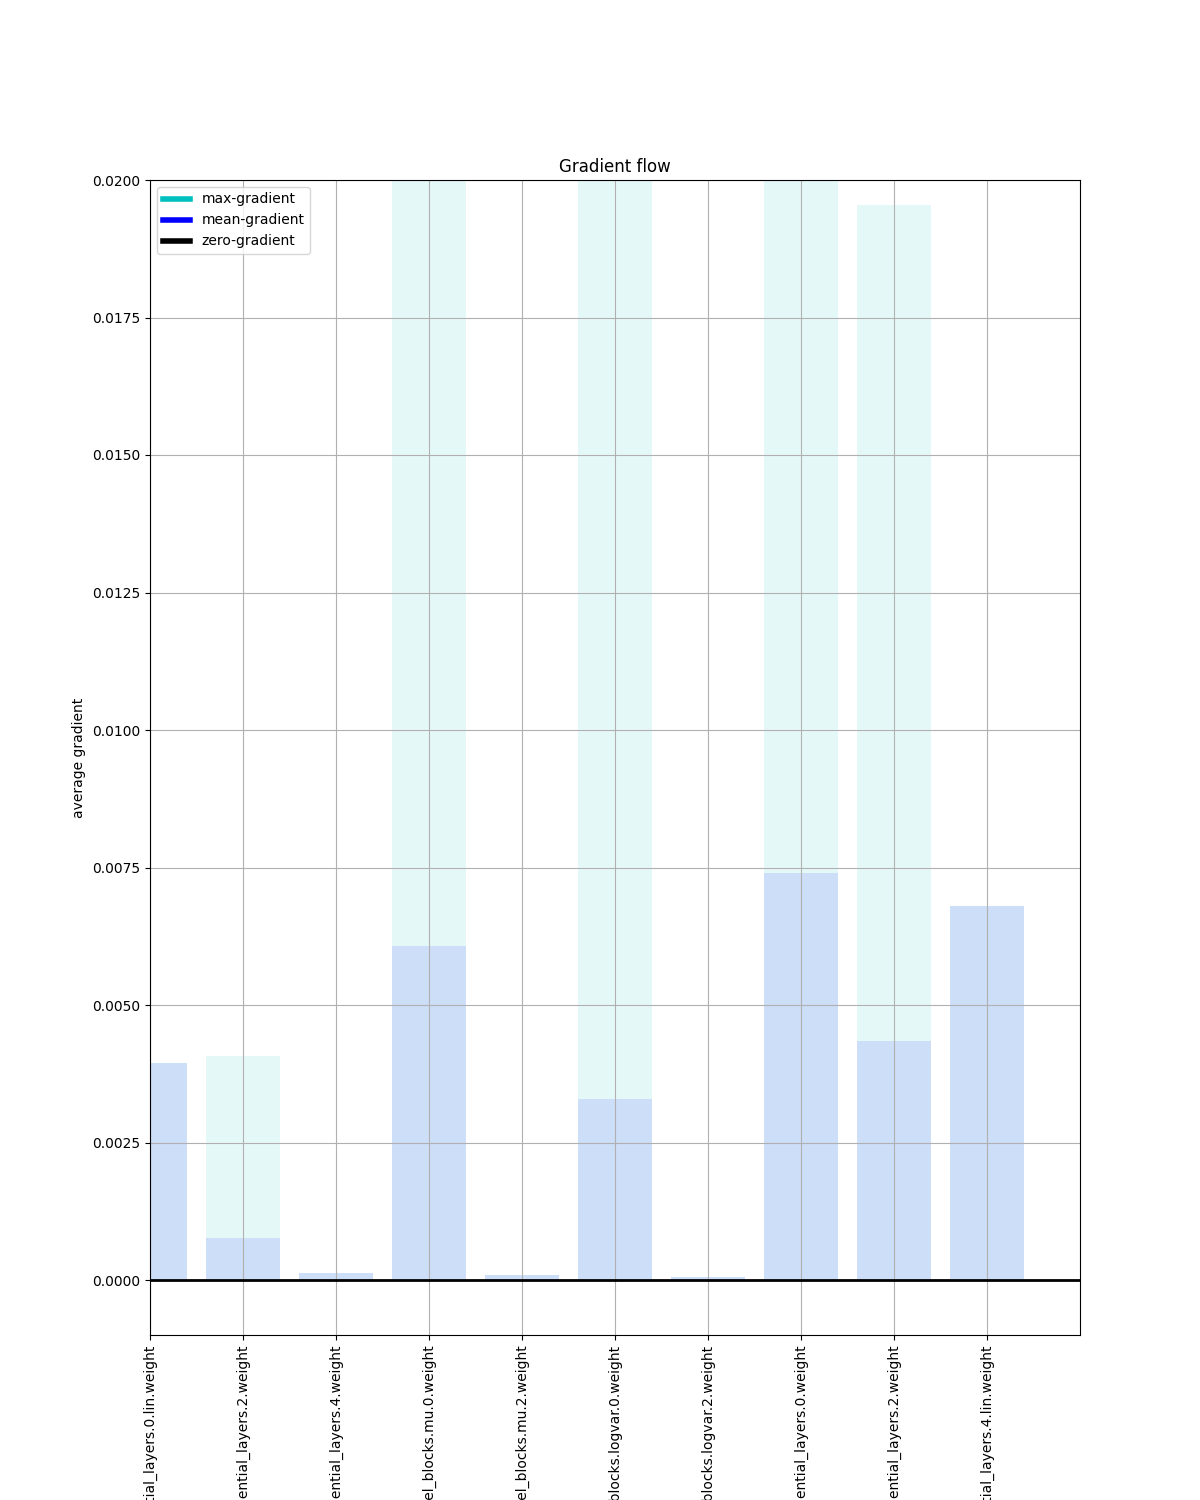 Gradient flow
max-gradient
mean-gradient
zero-gradient
0.0200
0.0175
0.0150
0.0125
0.0100
0.0075
0.0050
0.0025
0.0000
average gradient
tial_layers.0.lin.weight
ential_layers.2.weight
ential_layers.4.weight
el_blocks.mu.0.weight
el_blocks.mu.2.weight
blocks.logvar.0.weight
blocks.logvar.2.weight
ential_layers.0.weight
ential_layers.2.weight
tial_layers.4.lin.weight